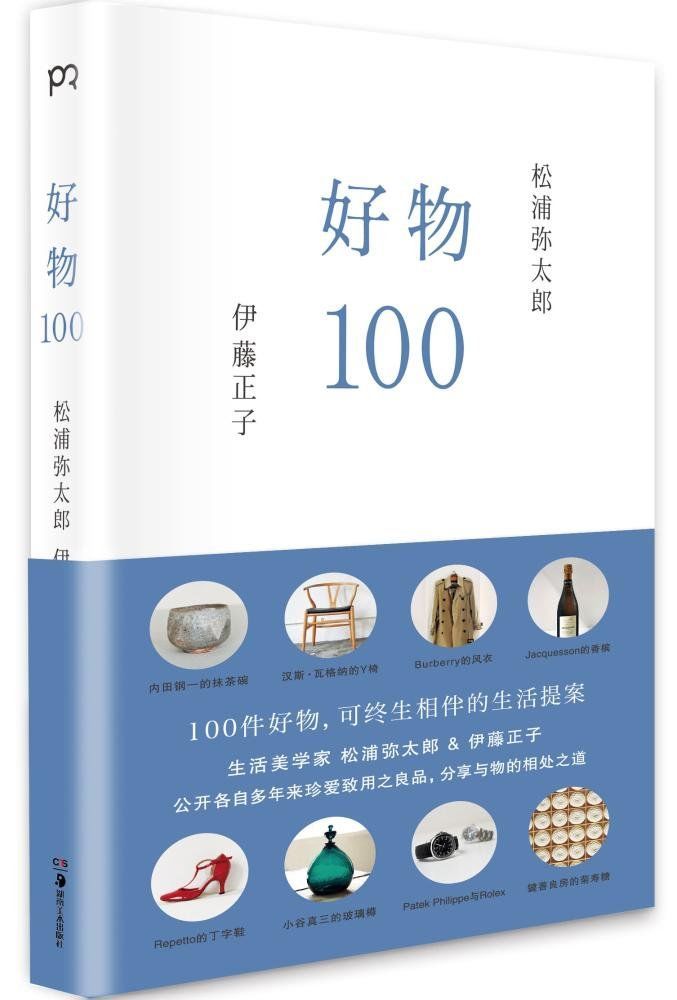 好物
100
松浦弥太郎
伊藤正子
好物
100
松浦弥太郎 伊
内田钢一的抹茶碗
汉斯·瓦格纳的Y椅
Burberry的风衣
Jacquesson的香槟
100件好物，可终生相伴的生活提案
生活美学家 松浦弥太郎 & 伊藤正子
公开各自多年来珍爱致用之良品，分享与物的相处之道
Repetto的丁字鞋
小谷真三的玻璃樽
Patek Philippe与Rolex
键善良房的菊寿糖
湖南美术出版社